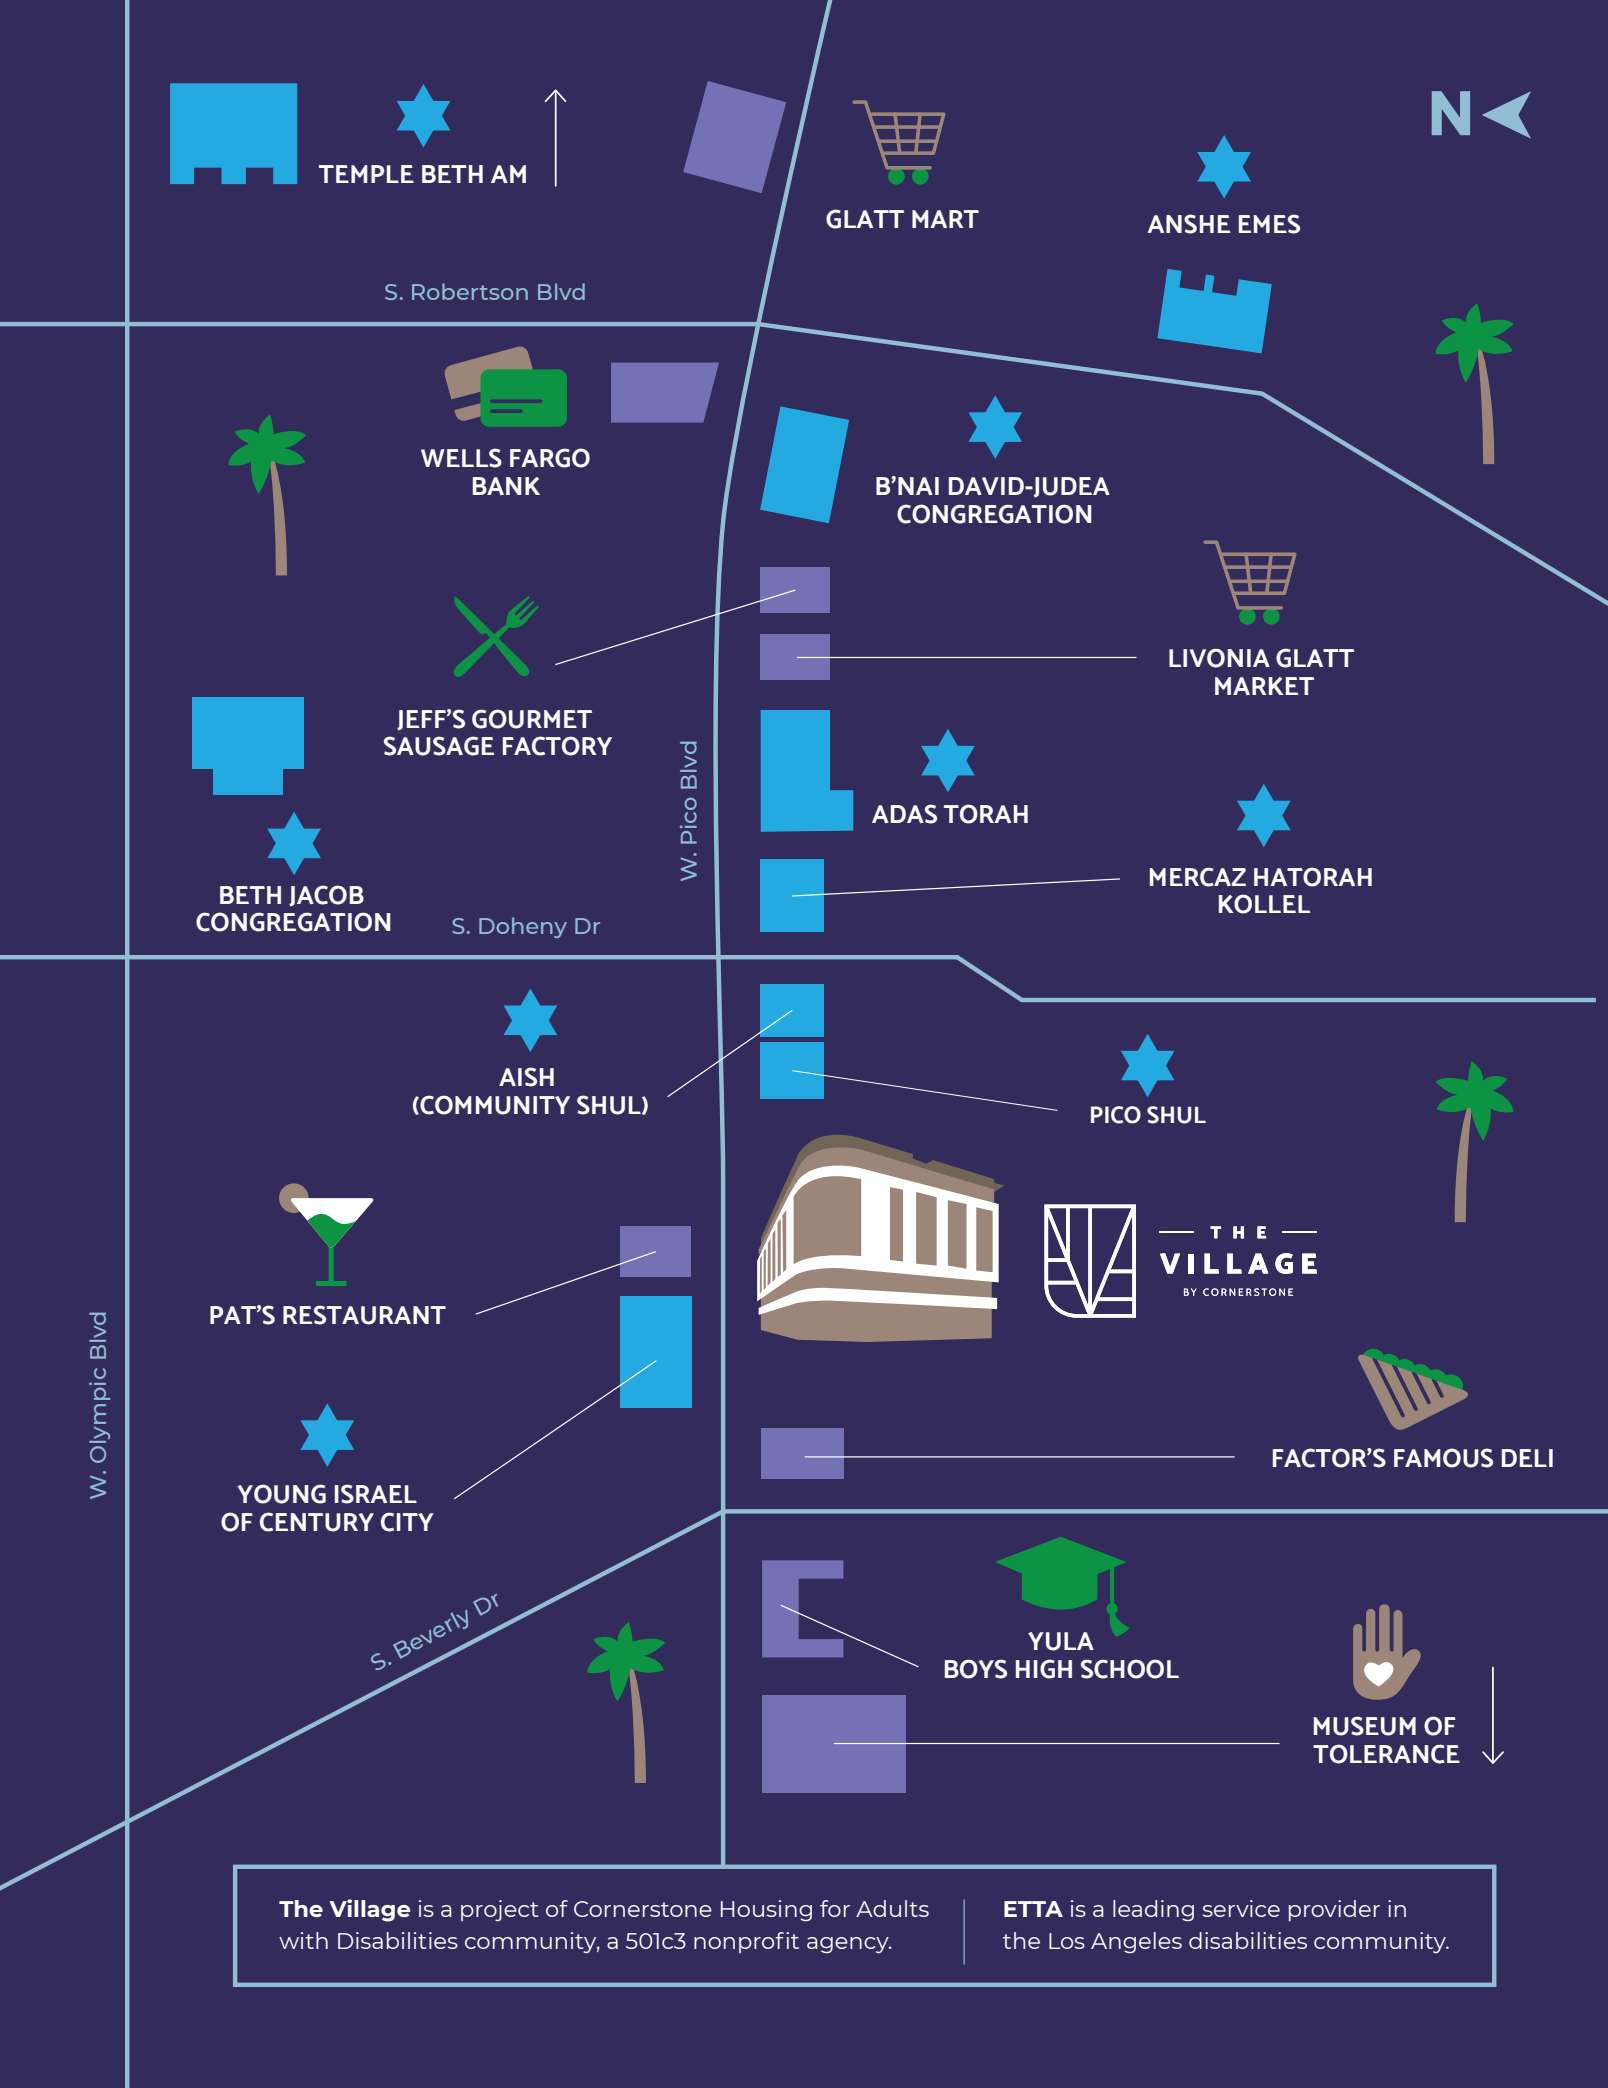 N
TEMPLE BETH AM
GLATT MART
ANSHE EMES
S. Robertson Blvd
WELLS FARGO
BANK
B’NAI DAVID-JUDEA
CONGREGATION
JEFF’S GOURMET
SAUSAGE FACTORY
LIVONIA GLATT
MARKET
W. Pico Blvd
ADAS TORAH
MERCAZ HATORAH
KOLLEL
BETH JACOB
CONGREGATION
S. Doheny Dr
AISH
(COMMUNITY SHUL)
PICO SHUL
THE
VILLAGE
BY CORNERSTONE
PAT’S RESTAURANT
W. Olympic Blvd
FACTOR’S FAMOUS DELI
YOUNG ISRAEL
OF CENTURY CITY
S. Beverly Dr
YULA
BOYS HIGH SCHOOL
MUSEUM OF
TOLERANCE
The Village is a project of Cornerstone Housing for Adults
with Disabilities community, a 501c3 nonprofit agency.
ETTA is a leading service provider in
the Los Angeles disabilities community.